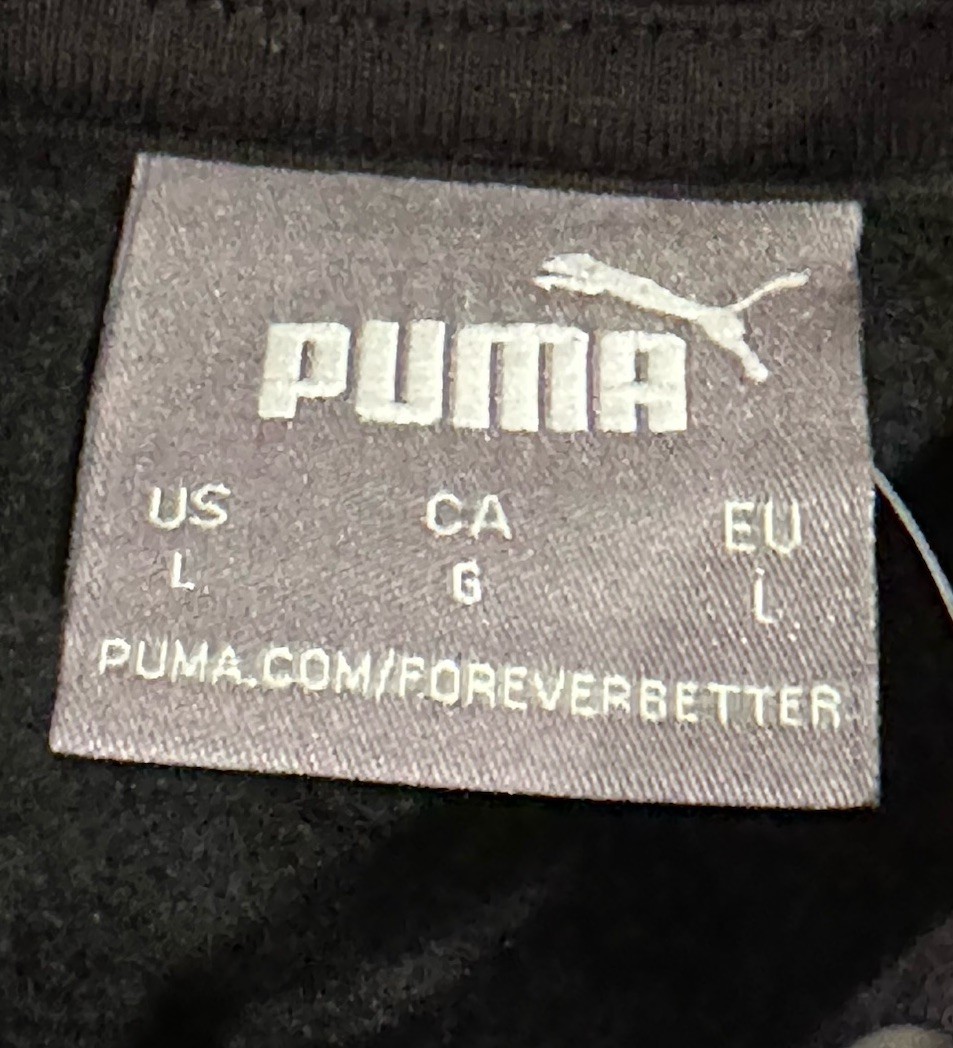 PUMA
US CA EU
L G L
PUMA.COM/FOREVERBETTER